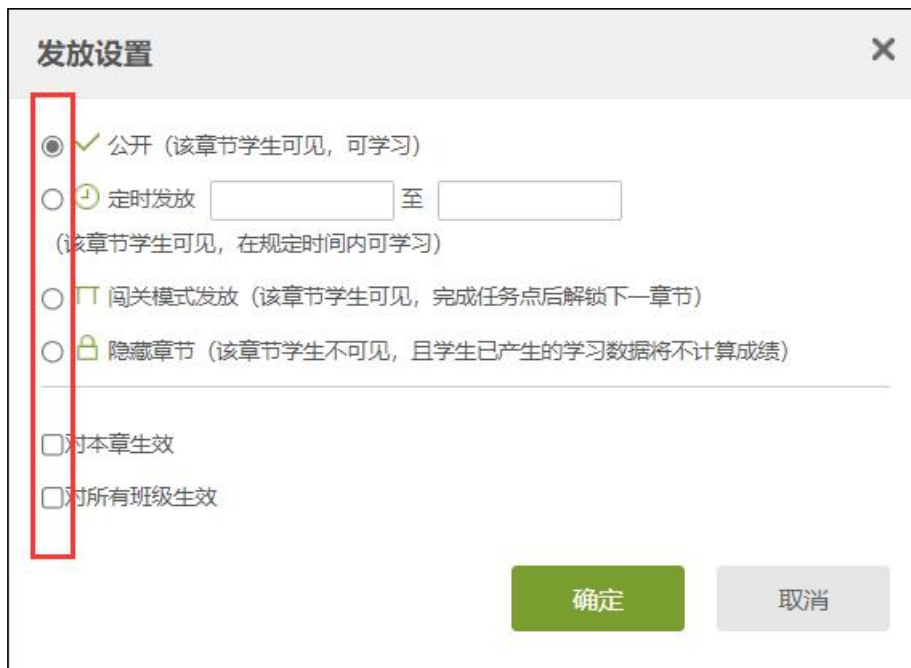 发放设置
公开（该章节学生可见，可学习）
定时发放 至
（该章节学生可见，在规定时间内可学习）
闯关模式发放（该章节学生可见，完成任务点后解锁下一章节）
隐藏章节（该章节学生不可见，且学生已产生的学习数据将不计算成绩）
对本章生效
对所有班级生效
确定 取消